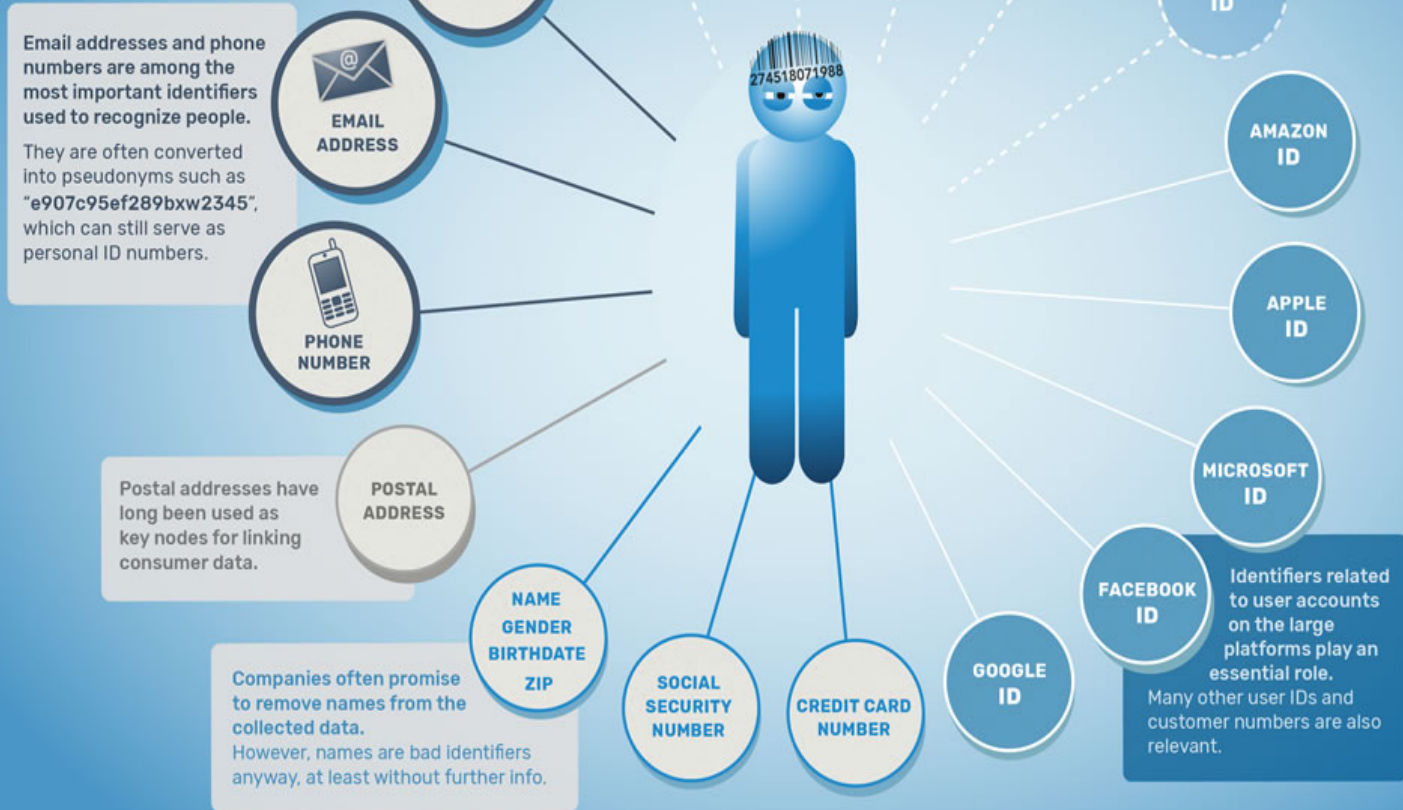 Email addresses and phone
numbers are among the
most important identifiers
used to recognize people.
They are often converted
into pseudonyms such as
“e907c95ef289bxw2345”,
which can still serve as
personal ID numbers.
@
EMAIL
ADDRESS
PHONE
NUMBER
Postal addresses have
long been used as
key nodes for linking
consumer data.
POSTAL
ADDRESS
Companies often promise
to remove names from the
collected data.
However, names are bad identifiers
anyway, at least without further info.
NAME
GENDER
BIRTHDATE
ZIP
SOCIAL
SECURITY
NUMBER
CREDIT CARD
NUMBER
274518071988
ID
AMAZON
ID
APPLE
ID
MICROSOFT
ID
FACEBOOK
ID
GOOGLE
ID
Identifiers related
to user accounts
on the large
platforms play an
essential role.
Many other user IDs and
customer numbers are also
relevant.